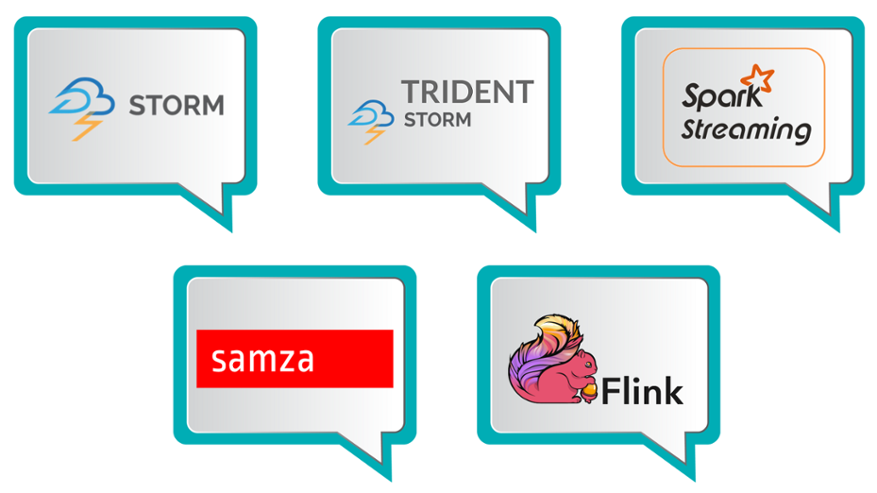 STORM
TRIDENT
STORM
Spark
Streaming
samza
Flink